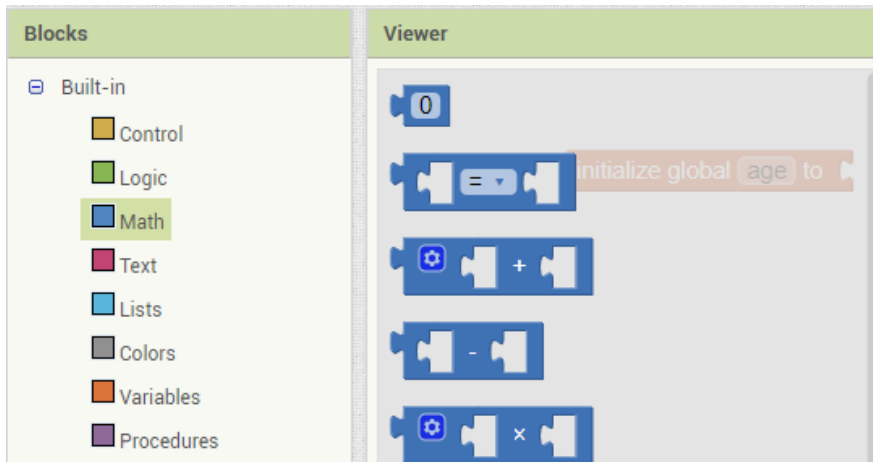 Blocks
Viewer
Built-in
Control
Logic
Math
Text
Lists
Colors
Variables
Procedures
0
=
initialize global age to
+
-
×